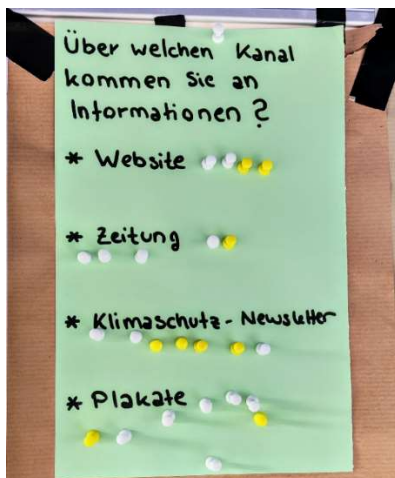 Über welchen Kanal
kommen Sie an
Informationen?
* Website
* Zeitung
* Klimaschutz-Newsletter
* Plakate